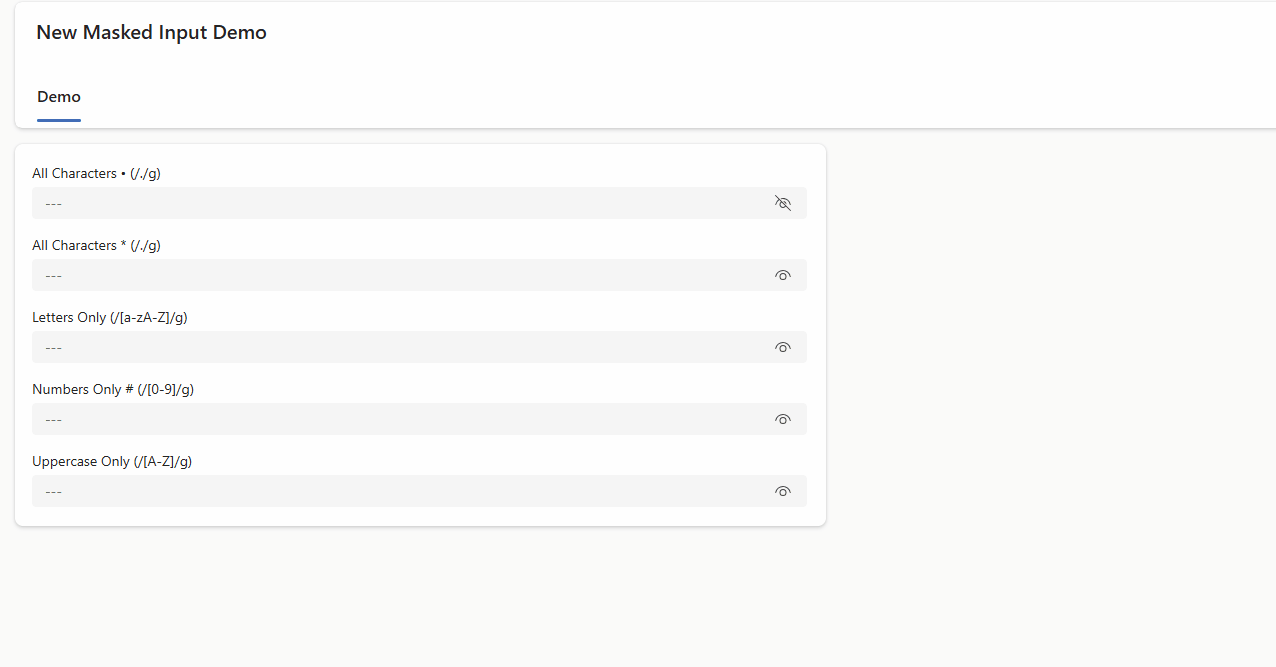 New Masked Input Demo
Demo
All Characters • (/./g)
---
All Characters * (/./g)
---
Letters Only (/[a-zA-Z]/g)
---
Numbers Only # (/[0-9]/g)
---
Uppercase Only (/[A-Z]/g)
---